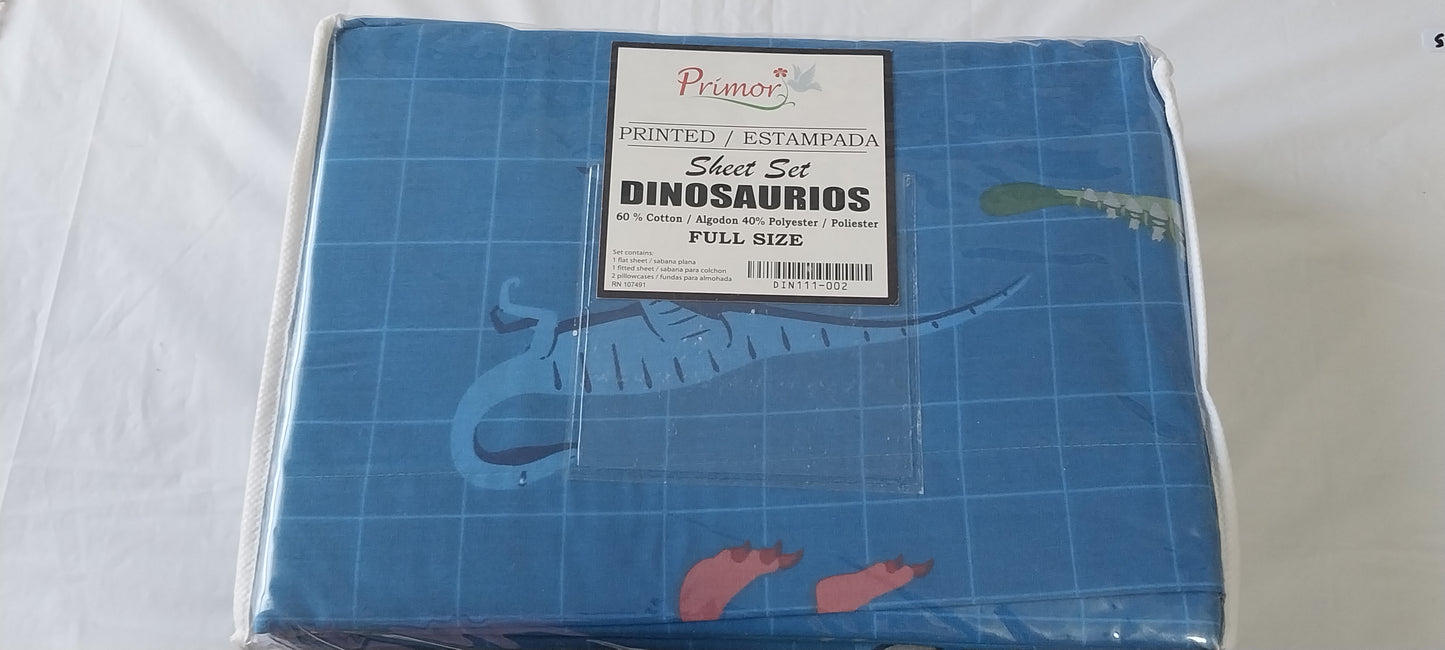 Primor
PRINTED / ESTAMPADA
Sheet Set
DINOSAURIOS
60 % Cotton / Algodon 40% Polyester / Poliester
FULL SIZE
Set contains:
1 flat sheet / sabana plana
1 fitted sheet / sabana para colchon
2 pillowcases / fundas para almohada
RN 107491
DIN111-002